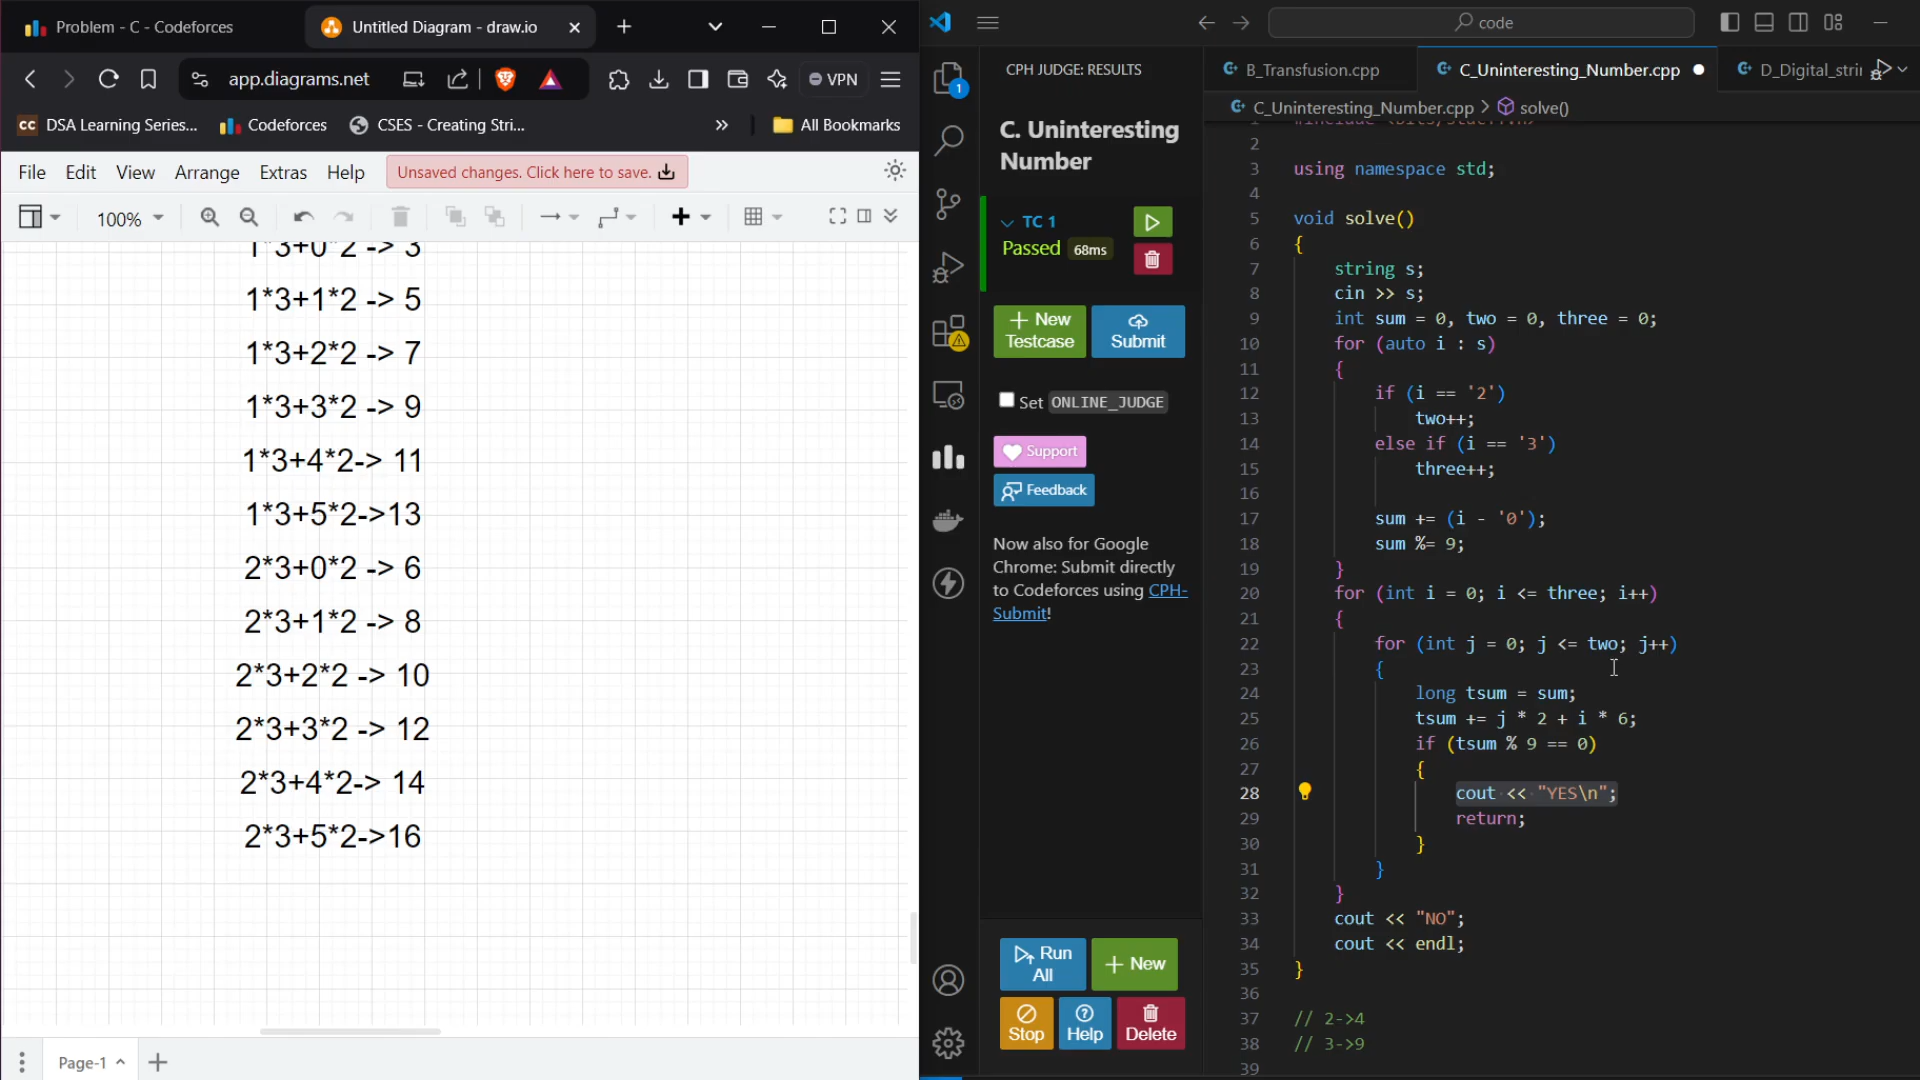 Problem - C - Codeforces
Untitled Diagram - draw.io
app.diagrams.net
VPN
DSA Learning Series...
Codeforces
CSES - Creating Stri...
All Bookmarks
File Edit View Arrange Extras Help Unsaved changes. Click here to save.
100%
1*3+0*2 -> 3
1*3+1*2 -> 5
1*3+2*2 -> 7
1*3+3*2 -> 9
1*3+4*2-> 11
1*3+5*2->13
2*3+0*2 -> 6
2*3+1*2 -> 8
2*3+2*2 -> 10
2*3+3*2 -> 12
2*3+4*2-> 14
2*3+5*2->16
Page-1
code
1
CPH JUDGE: RESULTS
C. Uninteresting
Number
TC 1
Passed 68ms
+ New
Testcase
Submit
Set ONLINE_JUDGE
Support
Feedback
Now also for Google
Chrome: Submit directly
to Codeforces using CPH-
Submit!
Run
All
+ New
Stop
Help
Delete
B_Transfusion.cpp
C_Uninteresting_Number.cpp
D_Digital_stri
C_Uninteresting_Number.cpp > solve()
2
3 using namespace std;
4
5 void solve()
6 {
7 string s;
8 cin >> s;
9 int sum = 0, two = 0, three = 0;
10 for (auto i : s)
11 {
12 if (i == '2')
13 two++;
14 else if (i == '3')
15 three++;
16
17 sum += (i - '0');
18 sum %= 9;
19 }
20 for (int i = 0; i <= three; i++)
21 {
22 for (int j = 0; j <= two; j++)
23 {
24 long tsum = sum;
25 tsum += j * 2 + i * 6;
26 if (tsum % 9 == 0)
27 {
28 cout << "YES\n";
29 return;
30 }
31 }
32 }
33 cout << "NO";
34 cout << endl;
35 }
36
37 // 2->4
38 // 3->9
39